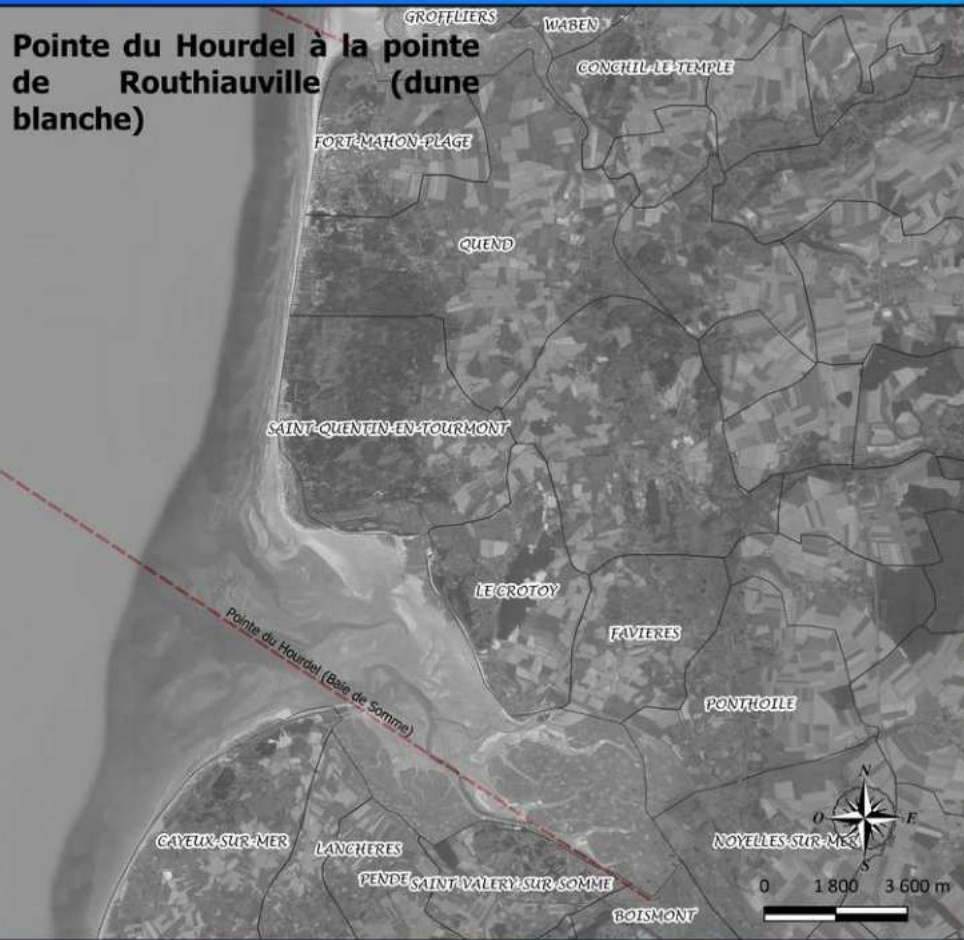 Pointe du Hourdel à la pointe
de Routhiauville (dune
blanche)
GROFFLIERS
WABEN
CONCHIL-LE-TEMPLE
FORT-MAHON-PLAGE
QUEND
SAINT-QUENTIN-EN-TOURMONT
LE CROTOY
FAVIERES
Pointe du Hourdel (Baie de Somme)
PONTHOILE
N
O E
S
CAYEUX-SUR-MER
LANCHERES
NOYELLES-SUR-MER
PENDE
SAINT-VALERY-SUR-SOMME
BOISMONT
0 1 800 3 600 m